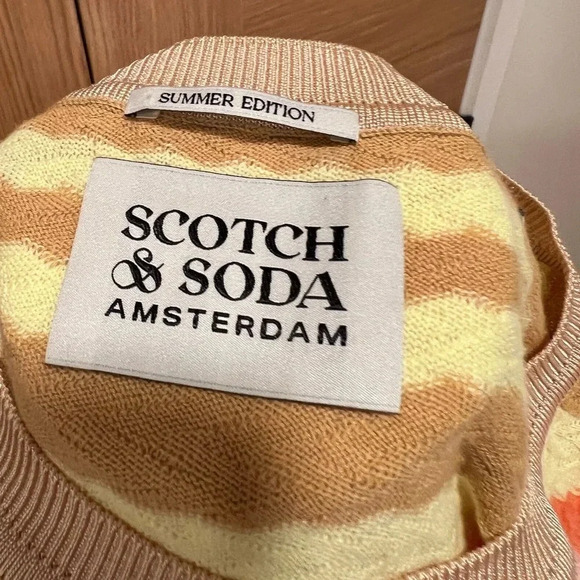 SUMMER EDITION
SCOTCH
& SODA
AMSTERDAM